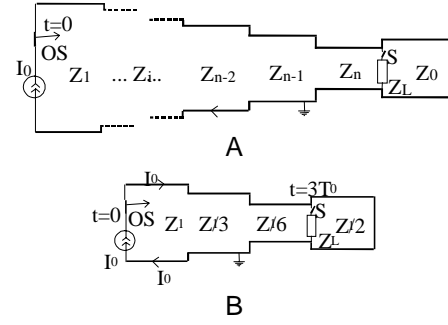 t=0
OS
I0
Z1 ... Zi... Zn-2 Zn-1 Zn
S
ZL
Z0
A
I0
t=3T0
t=0
OS
Z1 Z/3 Z/6
S
ZL
Z/2
I0
I0
B